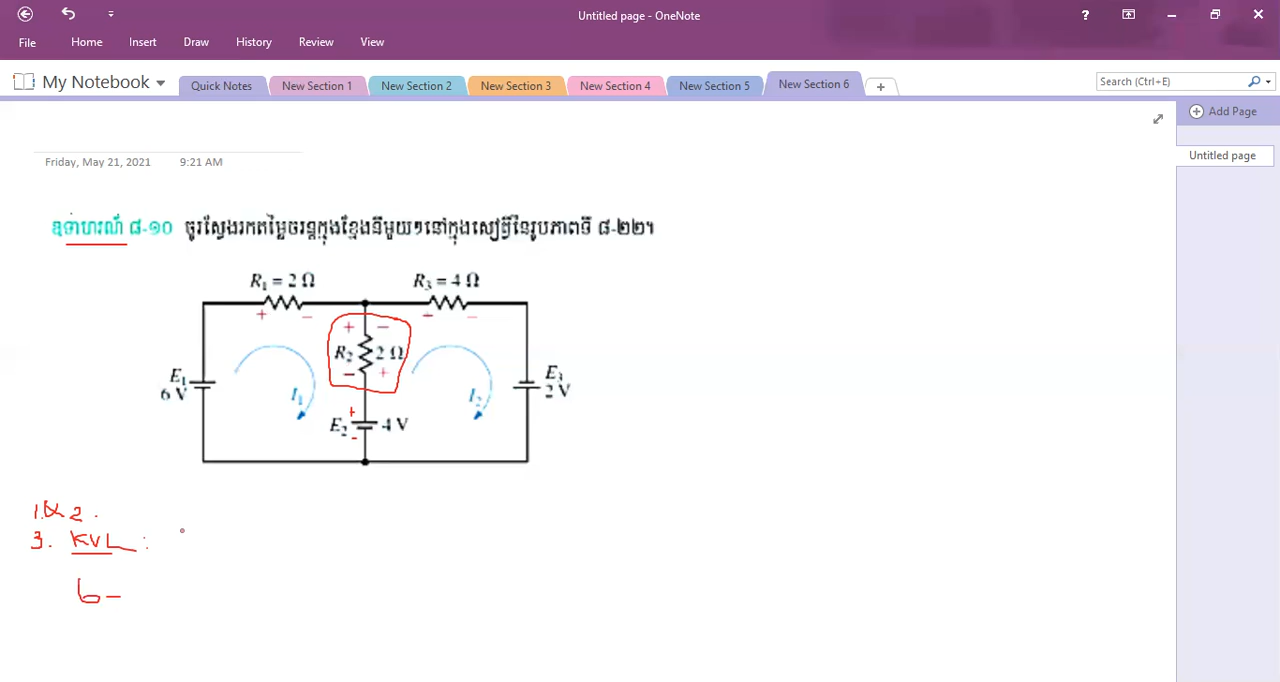 Untitled page - OneNote
File Home Insert Draw History Review View
My Notebook Quick Notes New Section 1 New Section 2 New Section 3 New Section 4 New Section 5 New Section 6 +
Search (Ctrl+E)
Add Page
Untitled page
Friday, May 21, 2021 9:21 AM
ឧទាហរណ៍ ៨-១០ ចូរស្វែងរកតម្លៃចរន្តក្នុងខ្នែងនីមួយៗនៅក្នុងសៀគ្វីនៃរូបភាពទី ៨-២២។
R₁ = 2 Ω R₃ = 4 Ω
+ − + −
+ −
R₂ 2 Ω
− +
E₁
6 V
I₁
I₂
E₃
2 V
+
E₂ 4 V
-
1.& 2.
3. KVL :
6 -